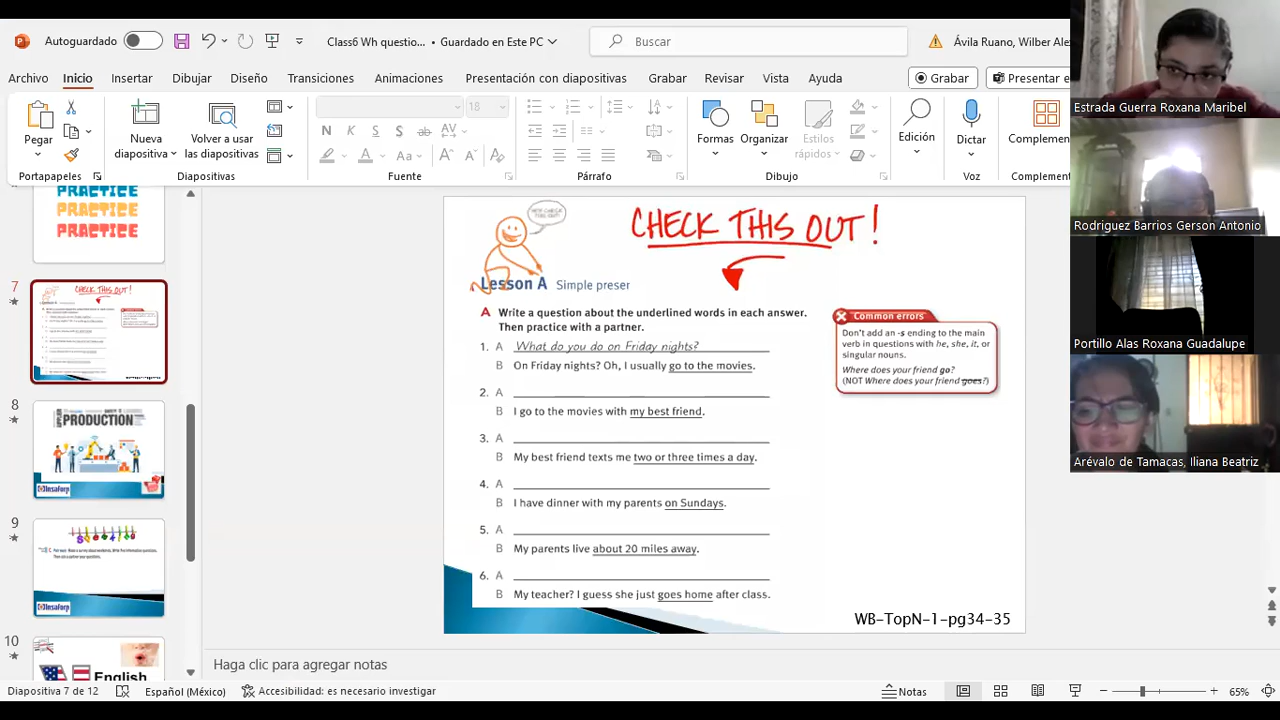 Autoguardado
Class6 Wh questio... • Guardado en Este PC
Buscar
Ávila Ruano, Wilber Ale
Archivo Inicio Insertar Dibujar Diseño Transiciones Animaciones Presentación con diapositivas Grabar Revisar Vista Ayuda
Grabar
Presentar e
Pegar
Nueva diapositiva
Volver a usar las diapositivas
18
Formas
Organizar
Estilos rápidos
Edición
Dictar
Complemen
Portapapeles
Diapositivas
Fuente
Párrafo
Dibujo
Voz
Complement
PRACTICE
PRACTICE
PRACTICE
7
8
PRODUCTION
Insaforp
9
Insaforp
10
English
CHECK THIS OUT!
Lesson A Simple preser
A Write a question about the underlined words in each answer.
Then practice with a partner.
1. A What do you do on Friday nights?
B On Friday nights? Oh, I usually go to the movies.
2. A
B I go to the movies with my best friend.
3. A
B My best friend texts me two or three times a day.
4. A
B I have dinner with my parents on Sundays.
5. A
B My parents live about 20 miles away.
6. A
B My teacher? I guess she just goes home after class.
Common errors
Don't add an -s ending to the main
verb in questions with he, she, it, or
singular nouns.
Where does your friend go?
(NOT Where does your friend goes?)
WB-TopN-1-pg34-35
Haga clic para agregar notas
Diapositiva 7 de 12
Español (México)
Accesibilidad: es necesario investigar
Notas
65%
Estrada Guerra Roxana Maribel
Rodriguez Barrios Gerson Antonio
Portillo Alas Roxana Guadalupe
Arévalo de Tamacas, Iliana Beatriz